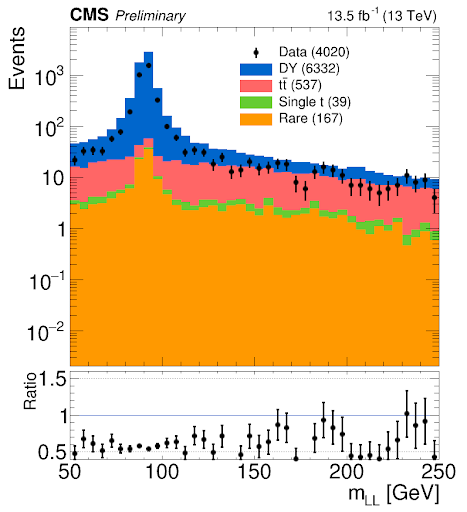 CMS Preliminary 13.5 fb⁻¹ (13 TeV)
Events
Data (4020)
DY (6332)
tt̄ (537)
Single t (39)
Rare (167)
10³
10²
10
1
10⁻¹
10⁻²
Ratio
1.5
1
0.5
50 100 150 200 250
m_LL [GeV]